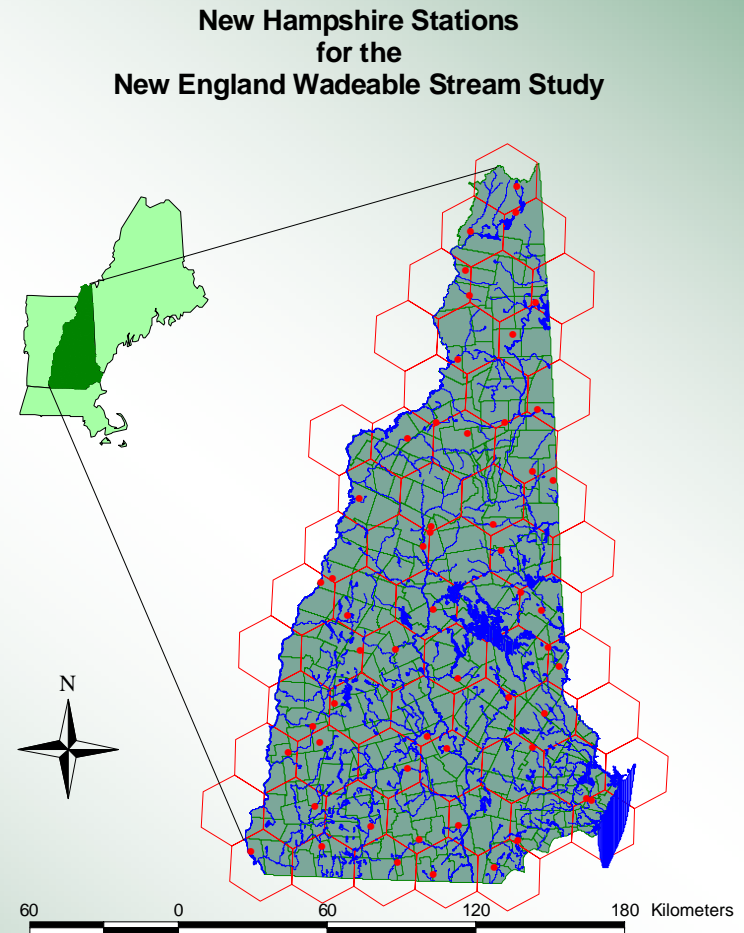 New Hampshire Stations
for the
New England Wadeable Stream Study
N
60 0 60 120 180 Kilometers